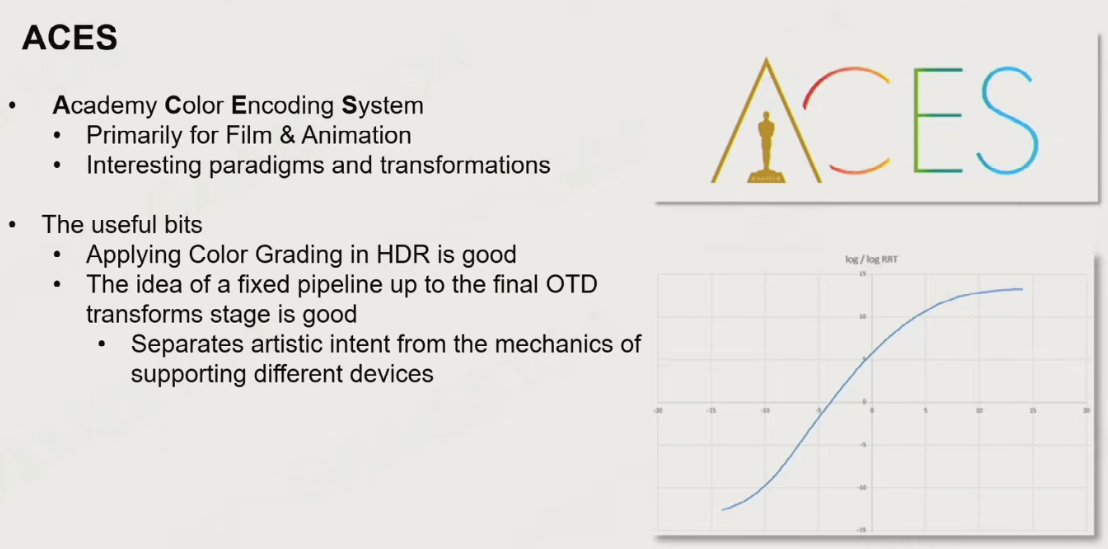 ACES
• Academy Color Encoding System
• Primarily for Film & Animation
• Interesting paradigms and transformations
• The useful bits
• Applying Color Grading in HDR is good
• The idea of a fixed pipeline up to the final OTD
transforms stage is good
• Separates artistic intent from the mechanics of
supporting different devices
ACES
log / log RRT
15
10
5
0
-20 -15 -10 -5 0 5 10 15 20
-5
-10
-15